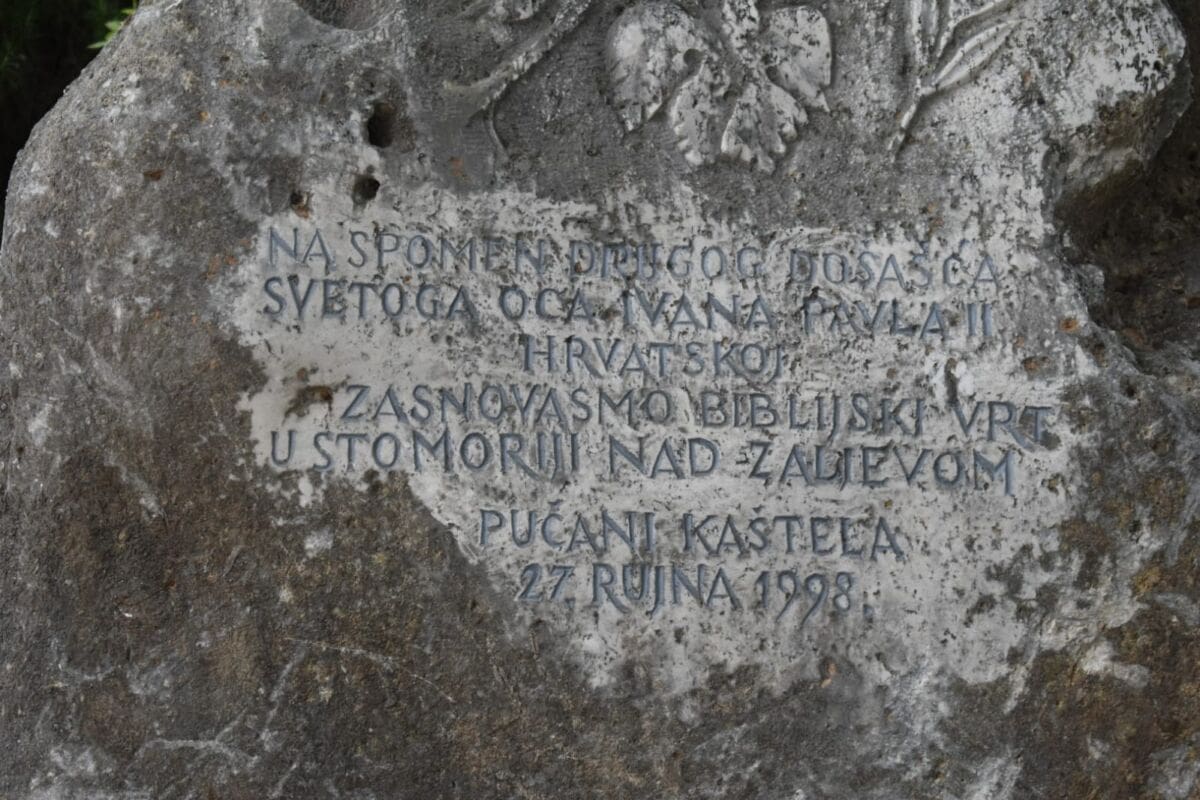 NA SPOMEN DRUGOG DOŠAŠĆA
SVETOGA OCA IVANA PAVLA II
HRVATSKOJ
ZASNOVASMO BIBLIJSKI VRT
U STOMORIJI NAD ZALJEVOM
PUČANI KAŠTELA
27. RUJNA 1998.